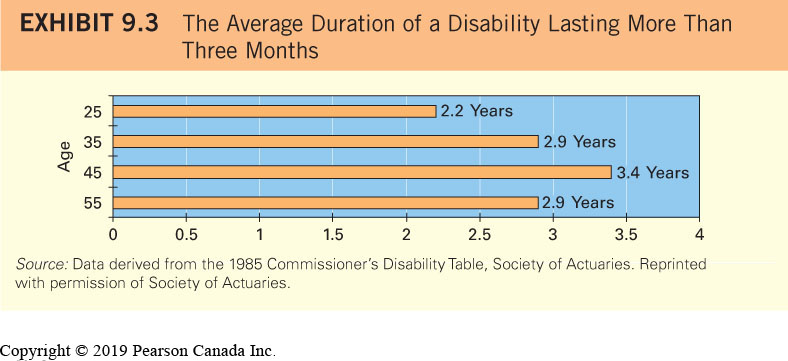 EXHIBIT 9.3 The Average Duration of a Disability Lasting More Than
Three Months
Age
25
2.2 Years
35
2.9 Years
45
3.4 Years
55
2.9 Years
0 0.5 1 1.5 2 2.5 3 3.5 4
Source: Data derived from the 1985 Commissioner's Disability Table, Society of Actuaries. Reprinted
with permission of Society of Actuaries.
Copyright © 2019 Pearson Canada Inc.